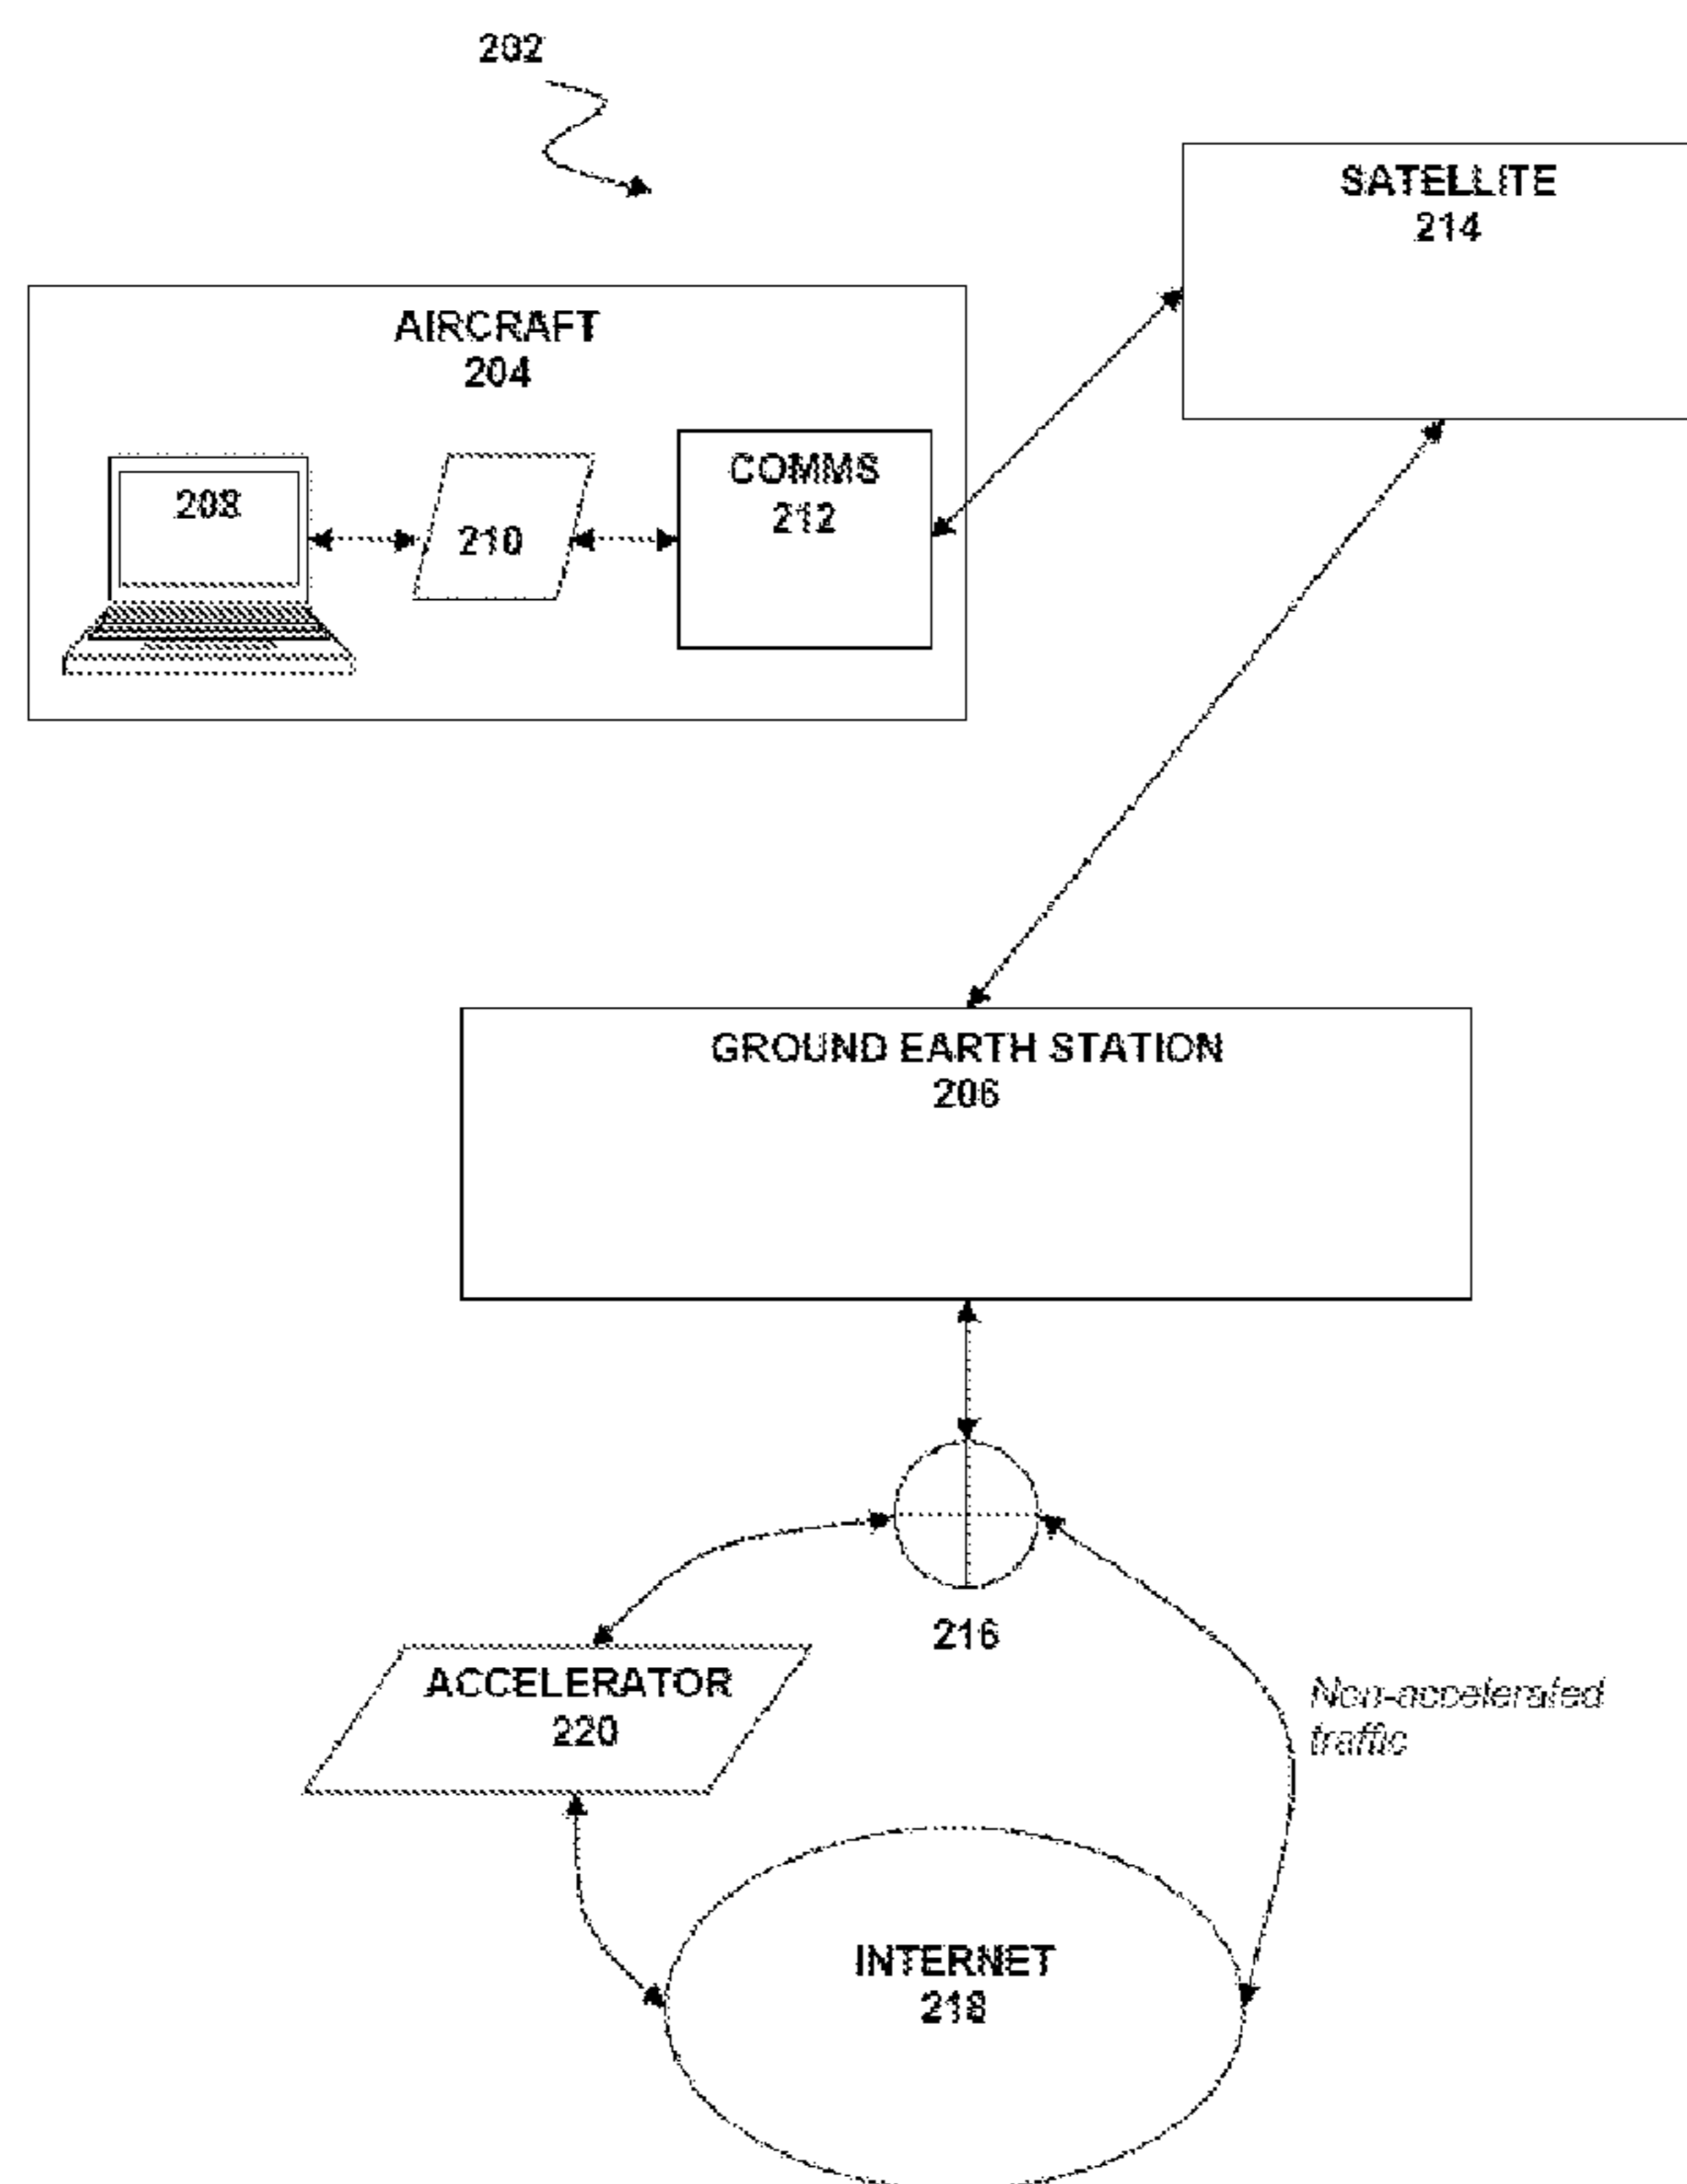 202
SATELLITE
214
AIRCRAFT
204
208
210
COMMS
212
GROUND EARTH STATION
206
216
ACCELERATOR
220
Non-accelerated
traffic
INTERNET
218